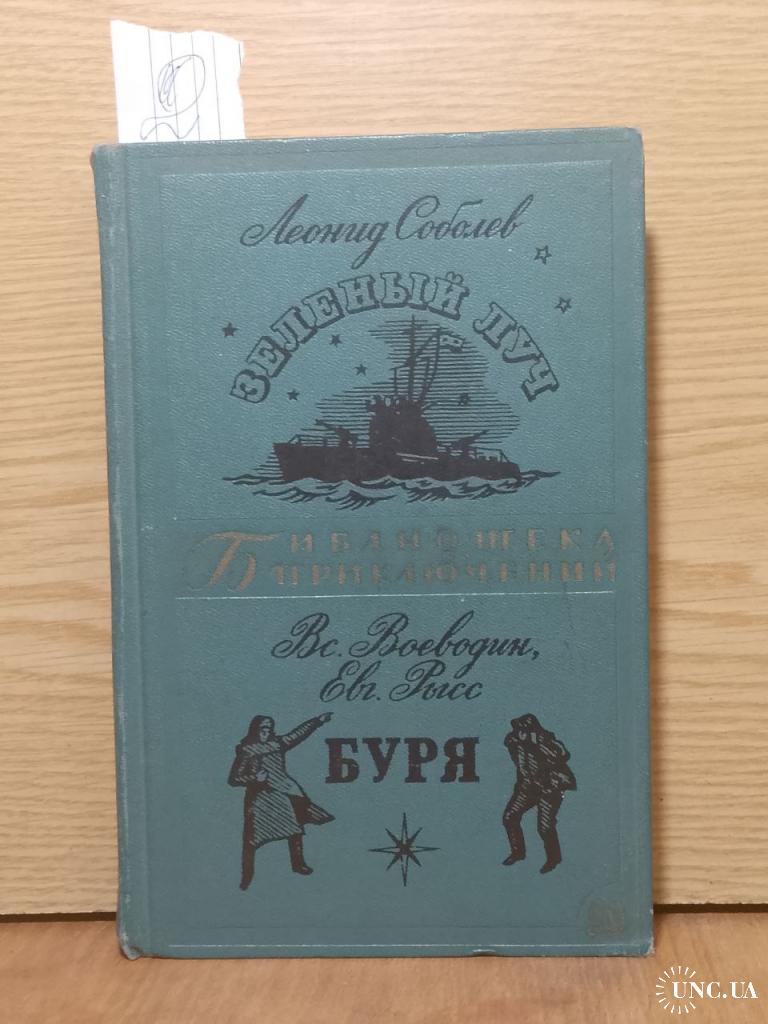 Леонид Соболев
ЗЕЛЕНЫЙ ЛУЧ
БИБЛИОТЕКА
ПРИКЛЮЧЕНИЙ
Вс. Воеводин,
Евг. Рысс
БУРЯ
UNC.UA